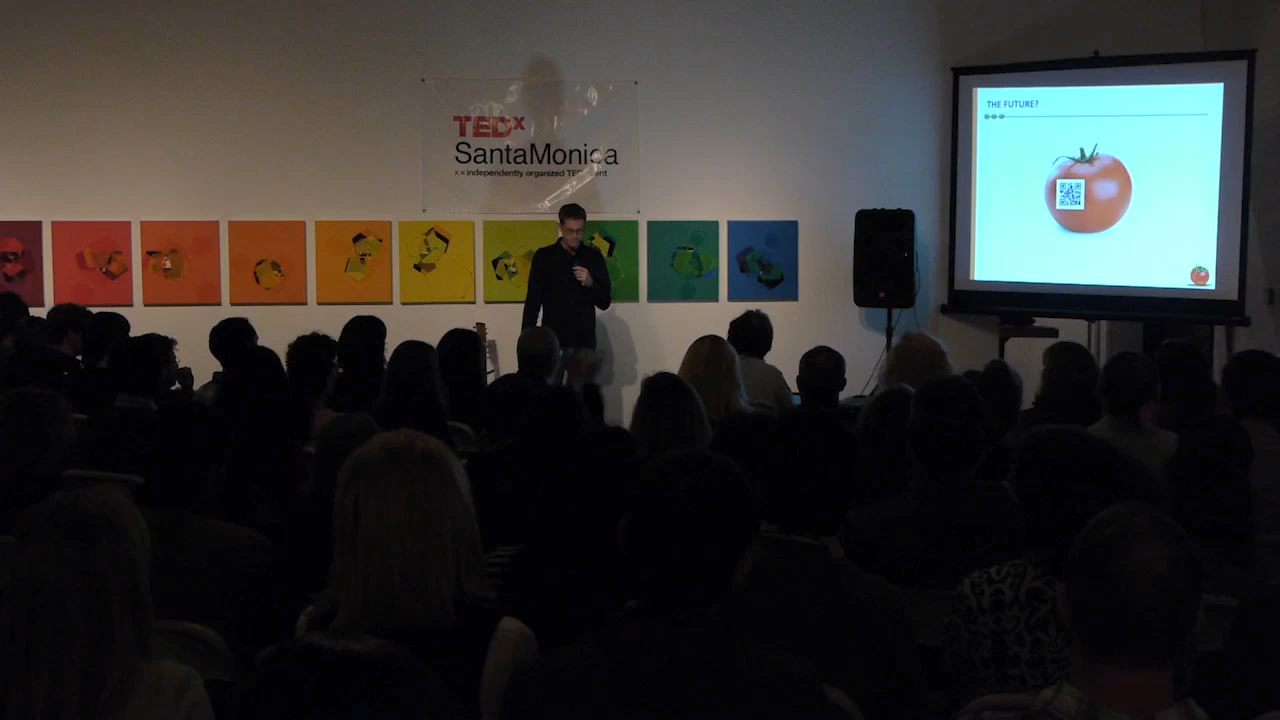 TEDx
SantaMonica
x = independently organized TED event
THE FUTURE?